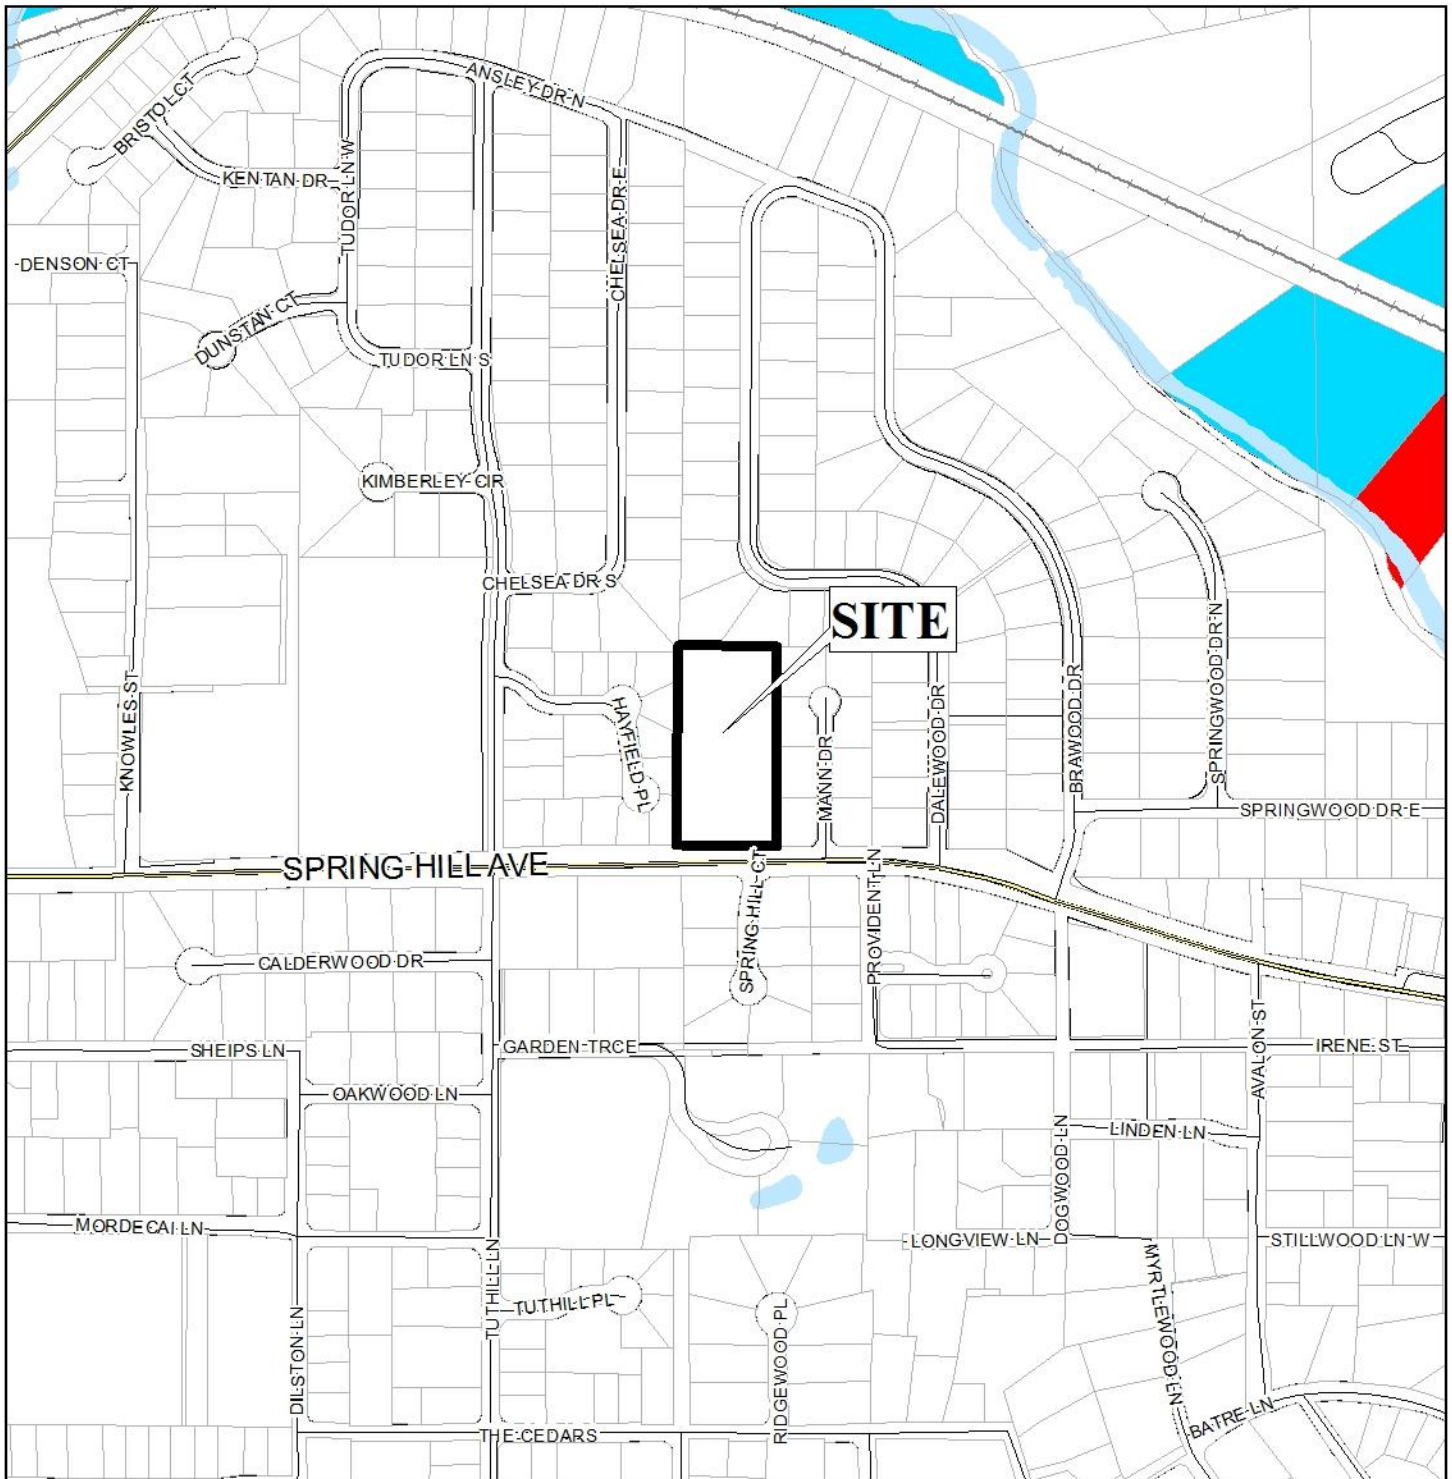 ANSLEY DR N
BRISTOL CT
KENTAN DR
TUDOR LN W
CHELSEA DR E
DENSON CT
DUNSTAN CT
TUDOR LN S
KIMBERLEY CIR
CHELSEA DR S
SITE
KNOWLES ST
HAYFIELD PL
MANN DR
DALEWOOD DR
BRAWOOD DR
SPRINGWOOD DR N
SPRINGWOOD DR E
SPRING HILL AVE
SPRING HILL CT
PROVIDENT LN
CALDERWOOD DR
SHEIPS LN
GARDEN TRCE
AVALON ST
IRENE ST
OAKWOOD LN
DOGWOOD LN
LINDEN LN
MORDECAI LN
LONGVIEW LN
STILLWOOD LN W
TUTHILL LN
TUTHILL PL
MYRTLEWOOD LN
DILSTON LN
RIDGEWOOD PL
BATRE LN
THE CEDARS